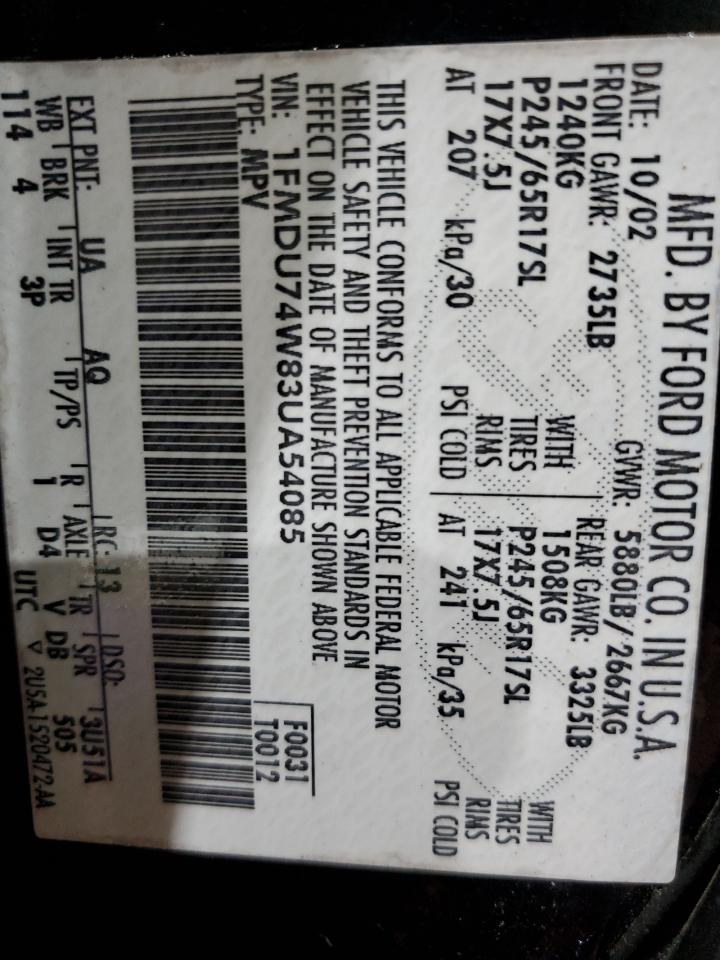 MFD. BY FORD MOTOR CO. IN U.S.A.
DATE: 10/02 GVWR: 5880LB/2667KG
FRONT GAWR: 2735LB REAR GAWR: 3325LB
1240KG WITH 1508KG WITH
P245/65R17SL TIRES P245/65R17SL TIRES
17X7.5J RIMS 17X7.5J RIMS
AT 207 kPa/30 PSI COLD AT 241 kPa/35 PSI COLD
THIS VEHICLE CONFORMS TO ALL APPLICABLE FEDERAL MOTOR
VEHICLE SAFETY AND THEFT PREVENTION STANDARDS IN
EFFECT ON THE DATE OF MANUFACTURE SHOWN ABOVE
VIN: 1FMDU74W83UA54085 F0031
TYPE: MPV T0012
EXT PNT: UA AQ RC: 13 DSO:
WB BRK INT TR TP/PS R AXLE TR SPR 3U51A
114 4 3P 1 D4 V DB 505
UTC ▽ 2U5A-1520472-AA